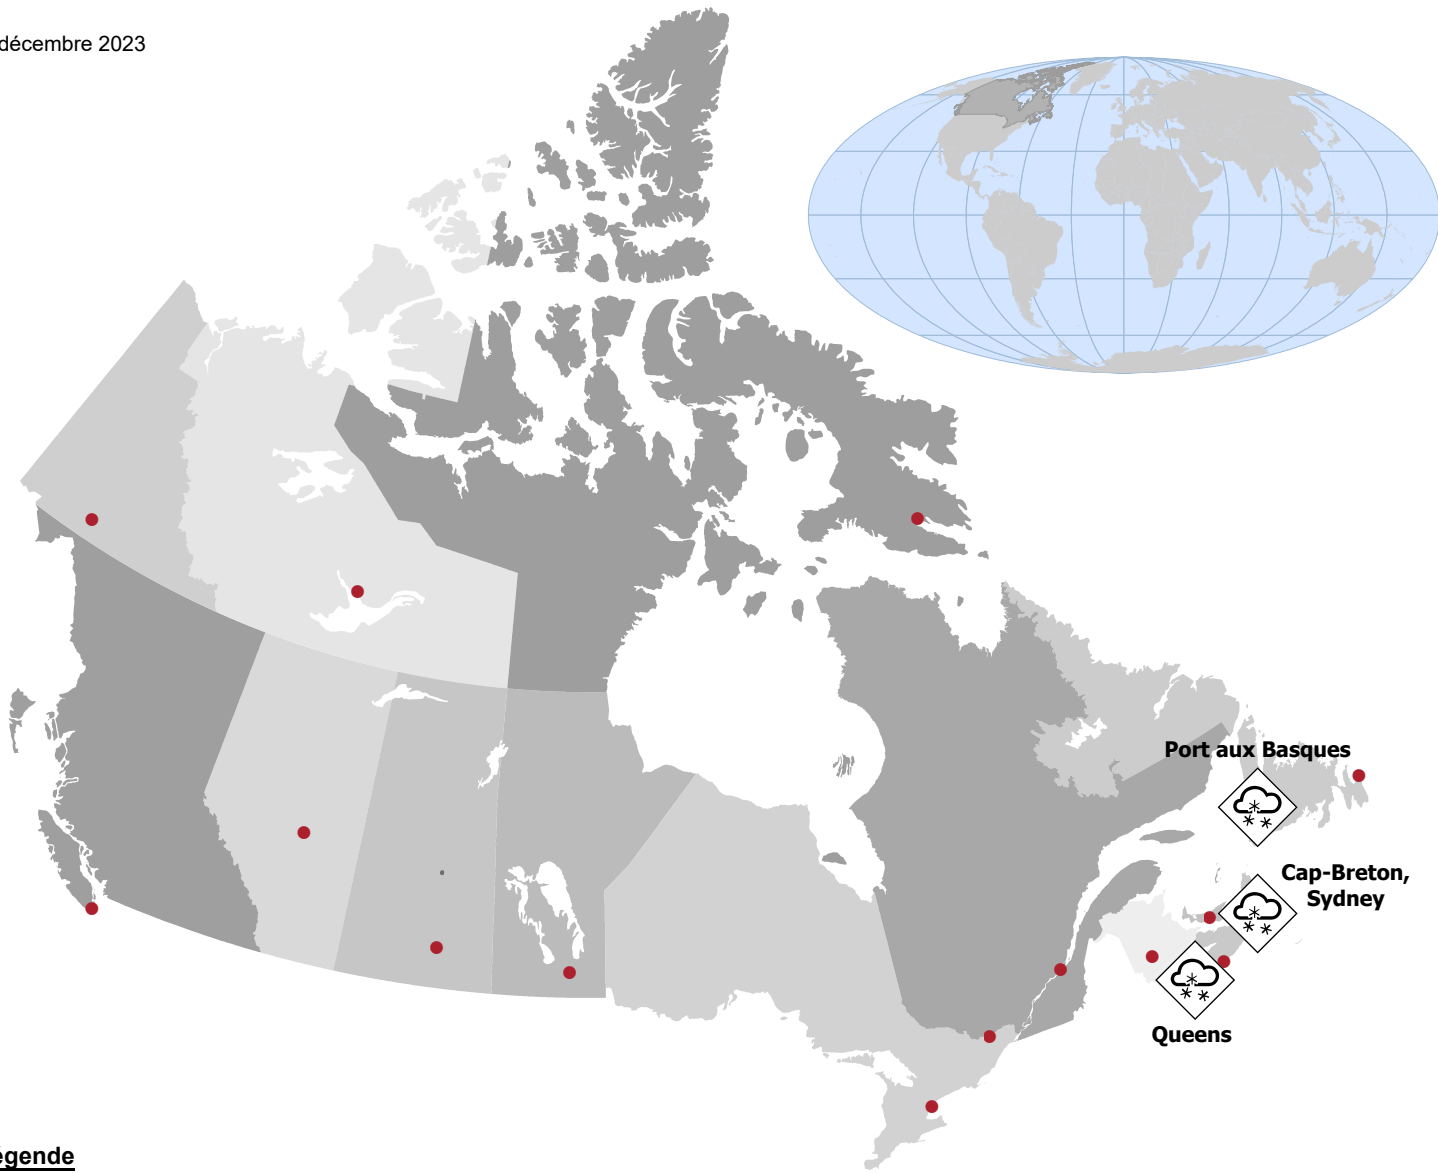 décembre 2023
Port aux Basques
Cap-Breton,
Sydney
Queens
égende